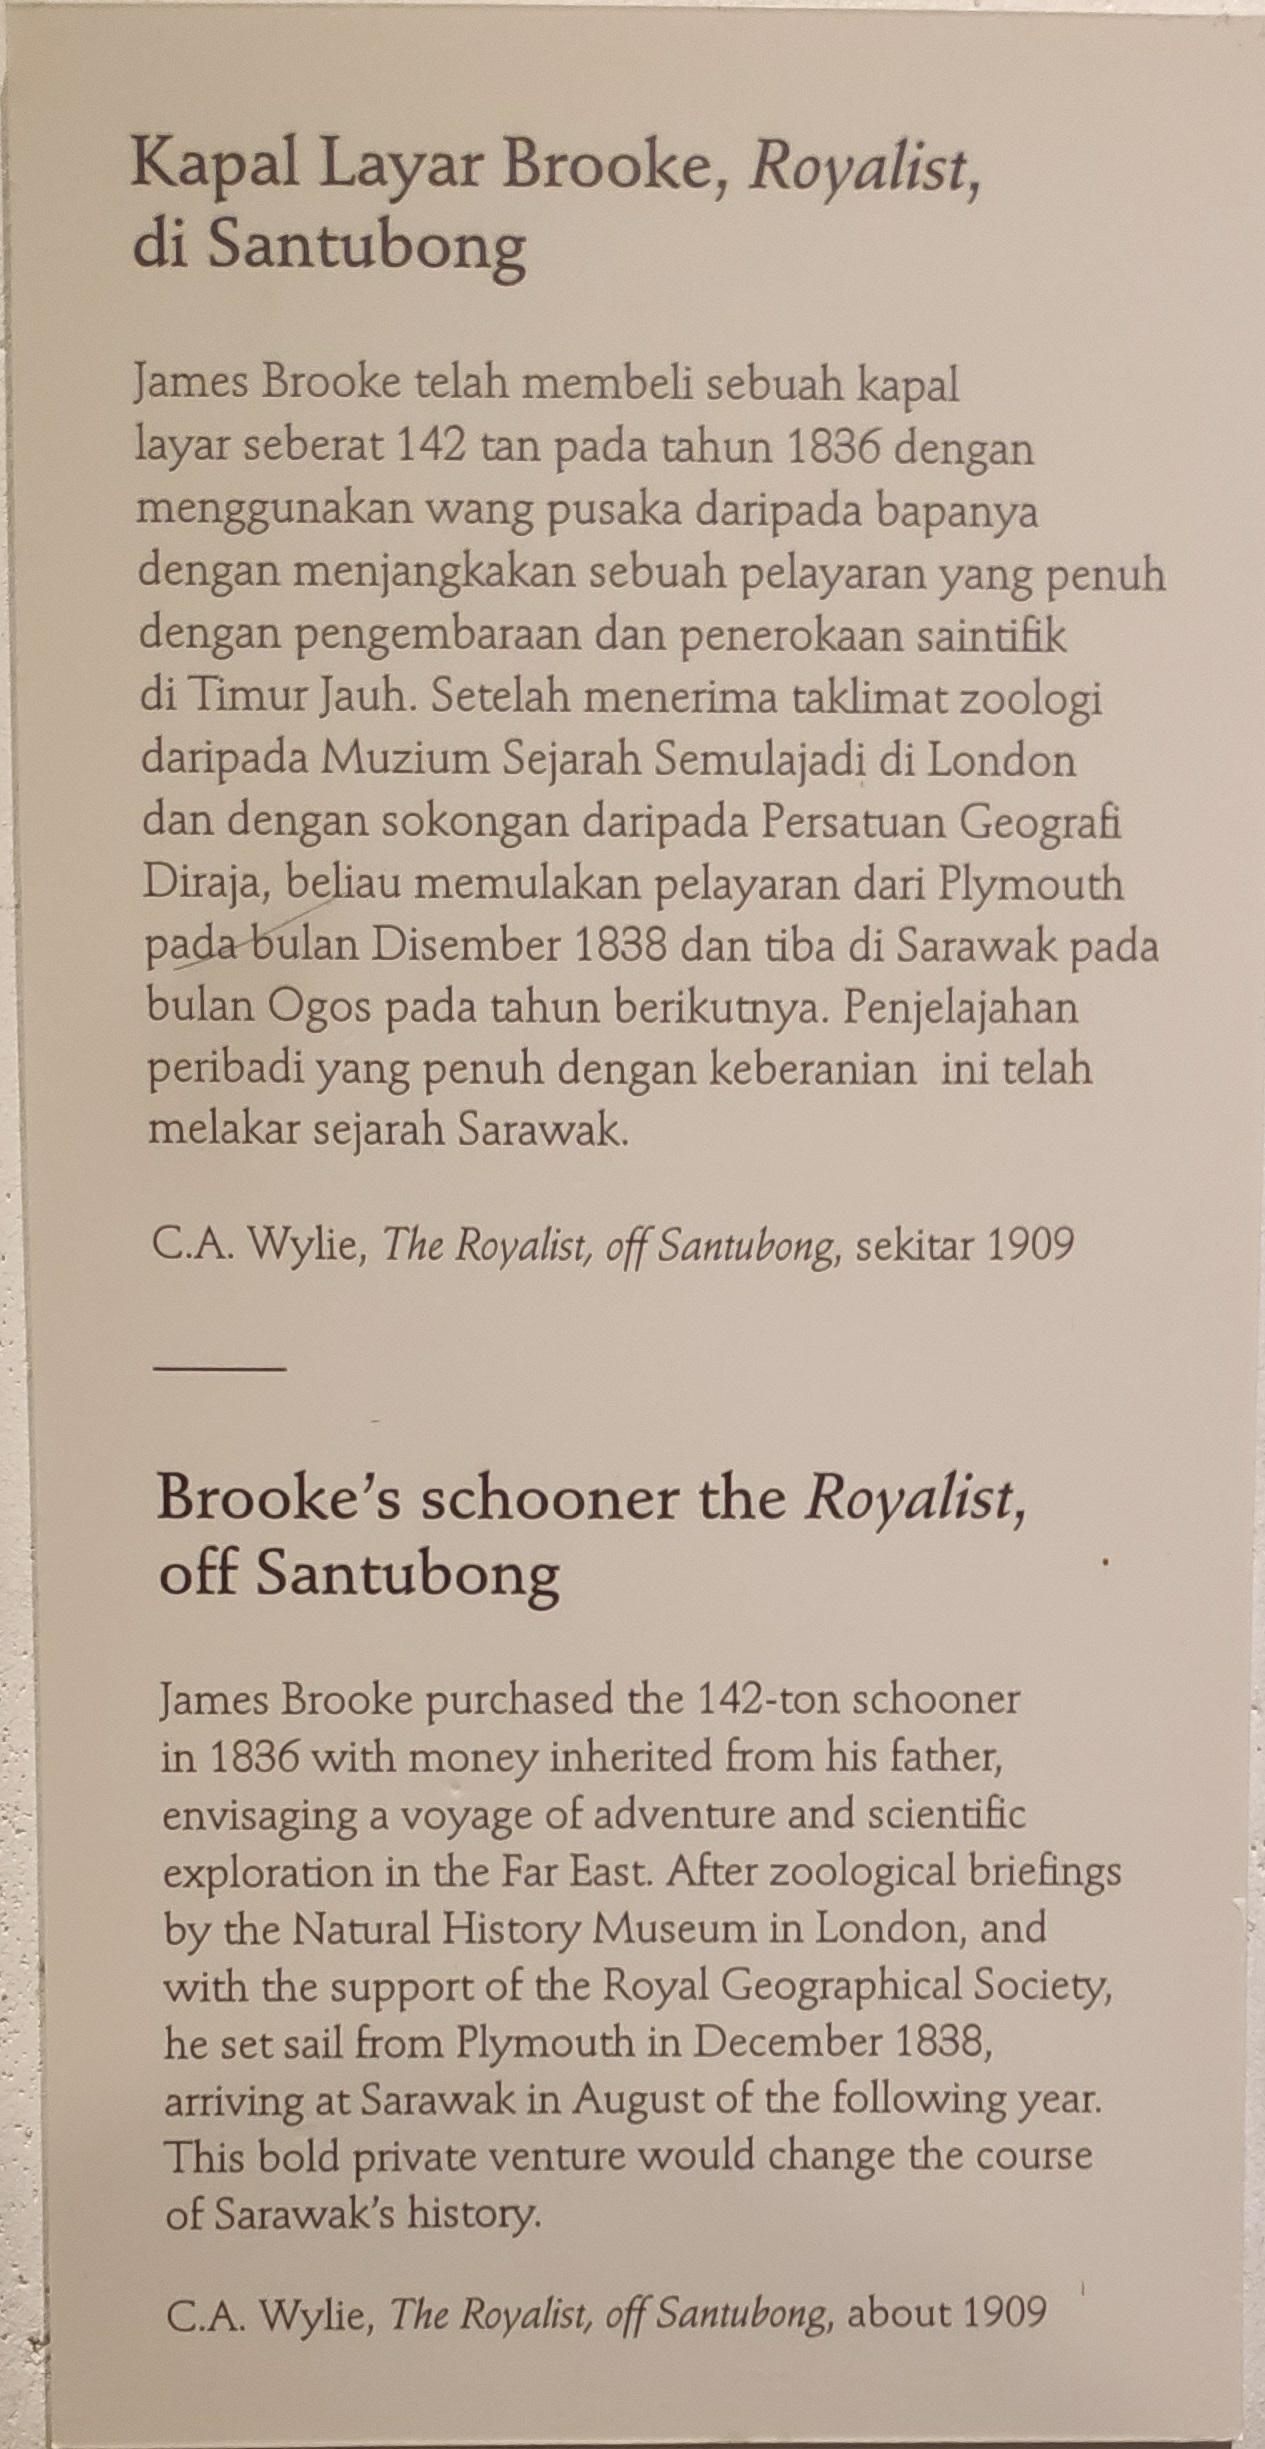 Kapal Layar Brooke, Royalist,
di Santubong
James Brooke telah membeli sebuah kapal
layar seberat 142 tan pada tahun 1836 dengan
menggunakan wang pusaka daripada bapanya
dengan menjangkakan sebuah pelayaran yang penuh
dengan pengembaraan dan penerokaan saintifik
di Timur Jauh. Setelah menerima taklimat zoologi
daripada Muzium Sejarah Semulajadi di London
dan dengan sokongan daripada Persatuan Geografi
Diraja, beliau memulakan pelayaran dari Plymouth
pada bulan Disember 1838 dan tiba di Sarawak pada
bulan Ogos pada tahun berikutnya. Penjelajahan
peribadi yang penuh dengan keberanian ini telah
melakar sejarah Sarawak.
C.A. Wylie, The Royalist, off Santubong, sekitar 1909
Brooke's schooner the Royalist,
off Santubong
James Brooke purchased the 142-ton schooner
in 1836 with money inherited from his father,
envisaging a voyage of adventure and scientific
exploration in the Far East. After zoological briefings
by the Natural History Museum in London, and
with the support of the Royal Geographical Society,
he set sail from Plymouth in December 1838,
arriving at Sarawak in August of the following year.
This bold private venture would change the course
of Sarawak's history.
C.A. Wylie, The Royalist, off Santubong, about 1909